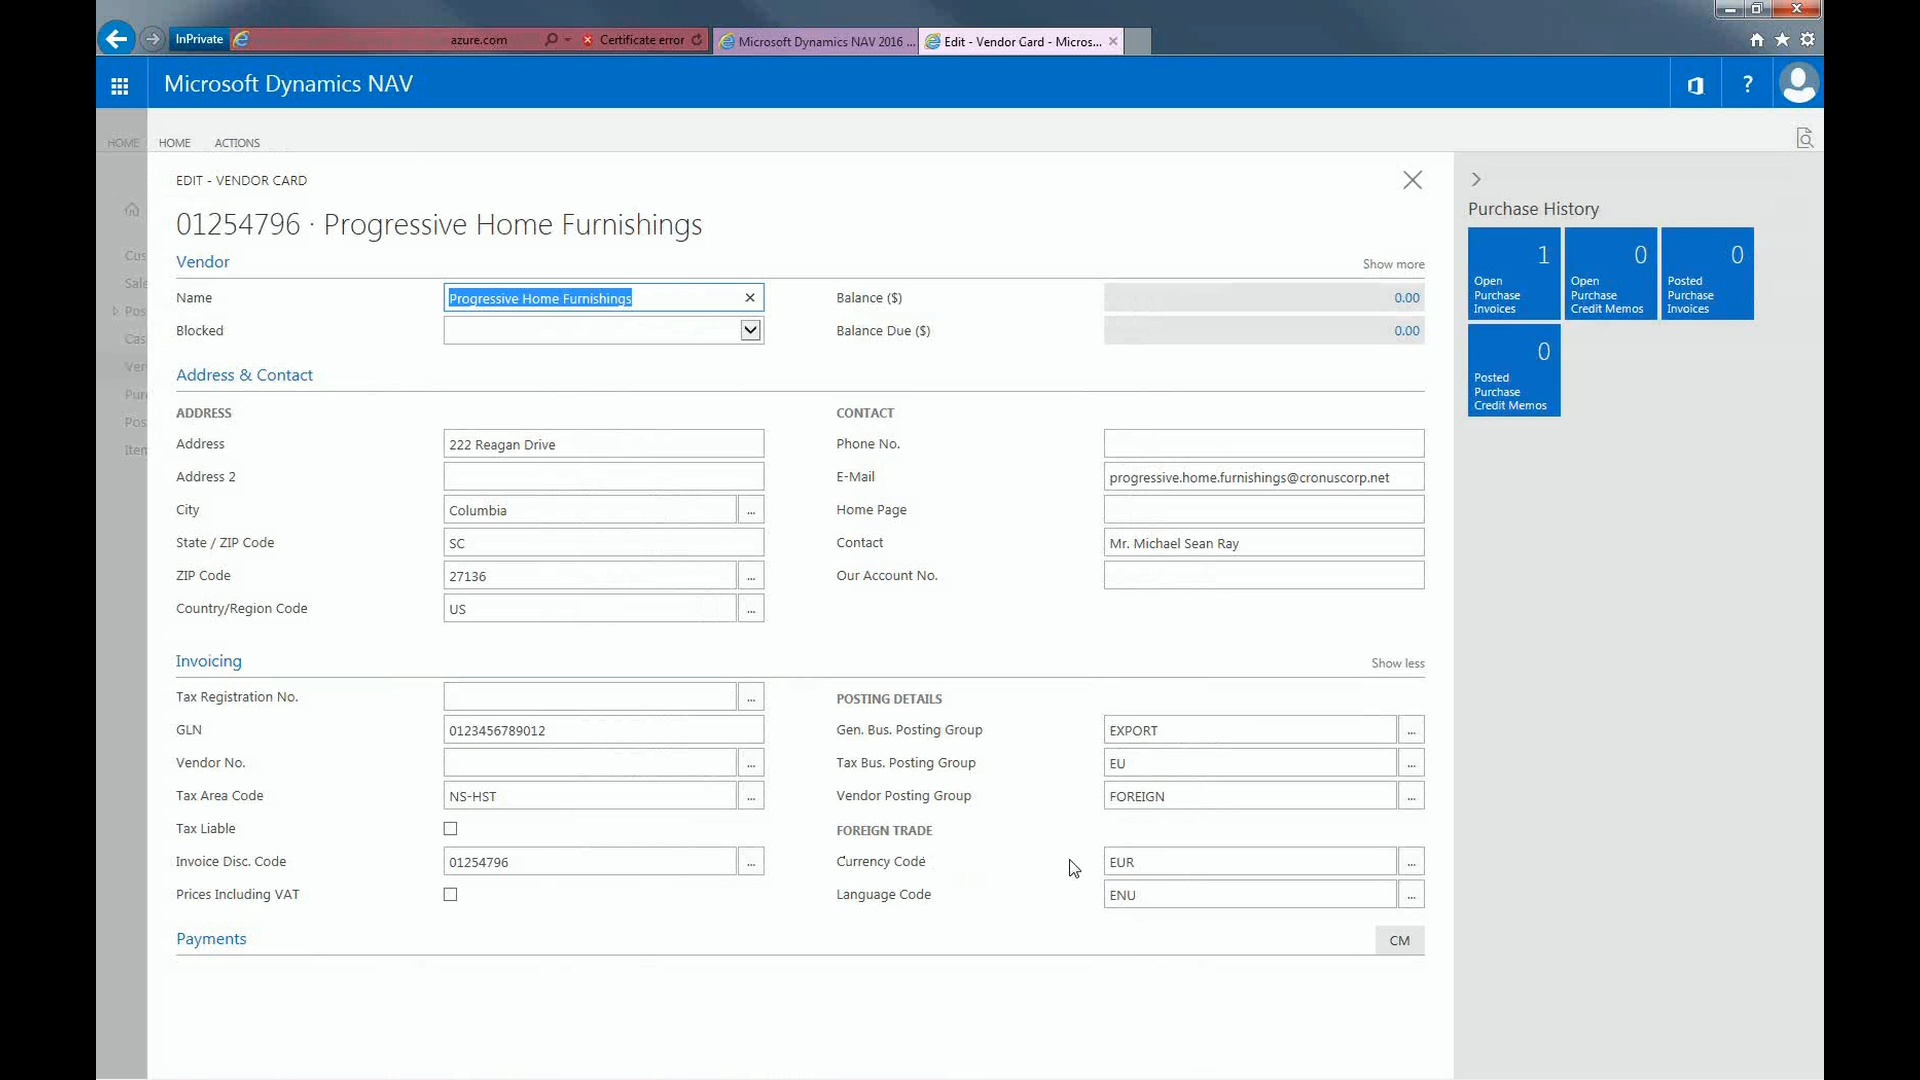 InPrivate
azure.com
Certificate error
Microsoft Dynamics NAV 2016 ...
Edit - Vendor Card - Micros...
Microsoft Dynamics NAV
?
HOME
HOME
ACTIONS
EDIT - VENDOR CARD
01254796 · Progressive Home Furnishings
Vendor
Show more
Name
Progressive Home Furnishings
Balance ($)
0.00
Blocked
Balance Due ($)
0.00
Address & Contact
ADDRESS
CONTACT
Address
222 Reagan Drive
Phone No.
Address 2
E-Mail
progressive.home.furnishings@cronuscorp.net
City
Columbia
...
Home Page
State / ZIP Code
SC
Contact
Mr. Michael Sean Ray
ZIP Code
27136
...
Our Account No.
Country/Region Code
US
...
Invoicing
Show less
Tax Registration No.
...
POSTING DETAILS
GLN
0123456789012
Gen. Bus. Posting Group
EXPORT
...
Vendor No.
...
Tax Bus. Posting Group
EU
...
Tax Area Code
NS-HST
...
Vendor Posting Group
FOREIGN
...
Tax Liable
FOREIGN TRADE
Invoice Disc. Code
01254796
...
Currency Code
EUR
...
Prices Including VAT
Language Code
ENU
...
Payments
CM
Cus
Sale
Pos
Cas
Ven
Pur
Pos
Item
Purchase History
1
Open
Purchase
Invoices
0
Open
Purchase
Credit Memos
0
Posted
Purchase
Invoices
0
Posted
Purchase
Credit Memos